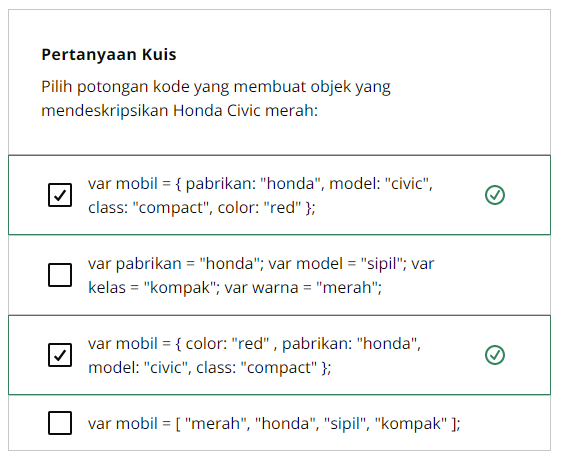 Pertanyaan Kuis
Pilih potongan kode yang membuat objek yang
mendeskripsikan Honda Civic merah:
var mobil = { pabrikan: "honda", model: "civic",
class: "compact", color: "red" };
var pabrikan = "honda"; var model = "sipil"; var
kelas = "kompak"; var warna = "merah";
var mobil = { color: "red" , pabrikan: "honda",
model: "civic", class: "compact" };
var mobil = [ "merah", "honda", "sipil", "kompak" ];